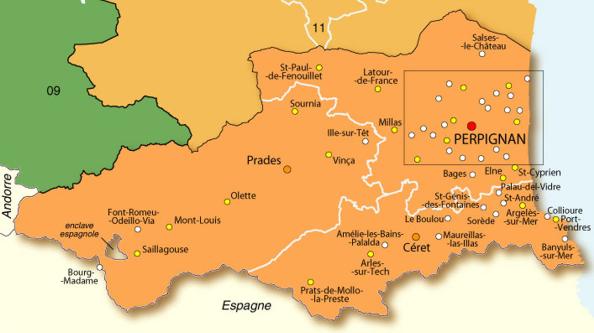 11
Salses-
-le-Château
St-Paul-
-de-Fenouillet
Latour-
-de-France
09
Sournia
Millas
Ille-sur-Têt
PERPIGNAN
Prades
Vinça
Bages
Elne
St-Cyprien
Palau-del-Vidre
Andorre
Olette
St-Génis-
-des-Fontaines
St-André
Font-Romeu-
-Odeillo-Via
Mont-Louis
Le Boulou
Sorède
Argelès-
-sur-Mer
Collioure
Port-
-Vendres
enclave
espagnole
Saillagouse
Amélie-les-Bains-
-Palalda
Céret
Maureillas-
-las-Illas
Banyuls-
-sur-Mer
Bourg-
-Madame
Arles-
-sur-Tech
Prats-de-Mollo-
-la-Preste
Espagne